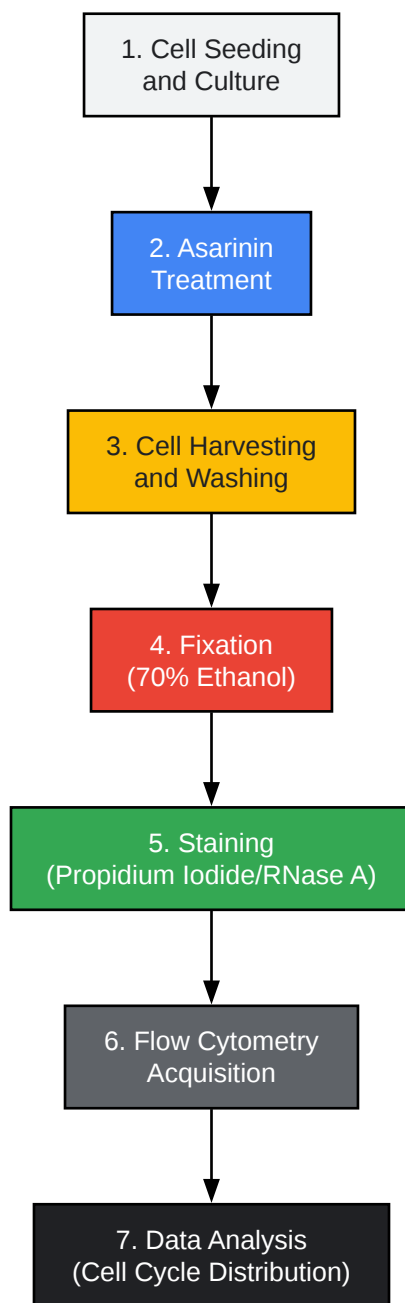 1. Cell Seeding
and Culture
2. Asarinin
Treatment
3. Cell Harvesting
and Washing
4. Fixation
(70% Ethanol)
5. Staining
(Propidium Iodide/RNase A)
6. Flow Cytometry
Acquisition
7. Data Analysis
(Cell Cycle Distribution)